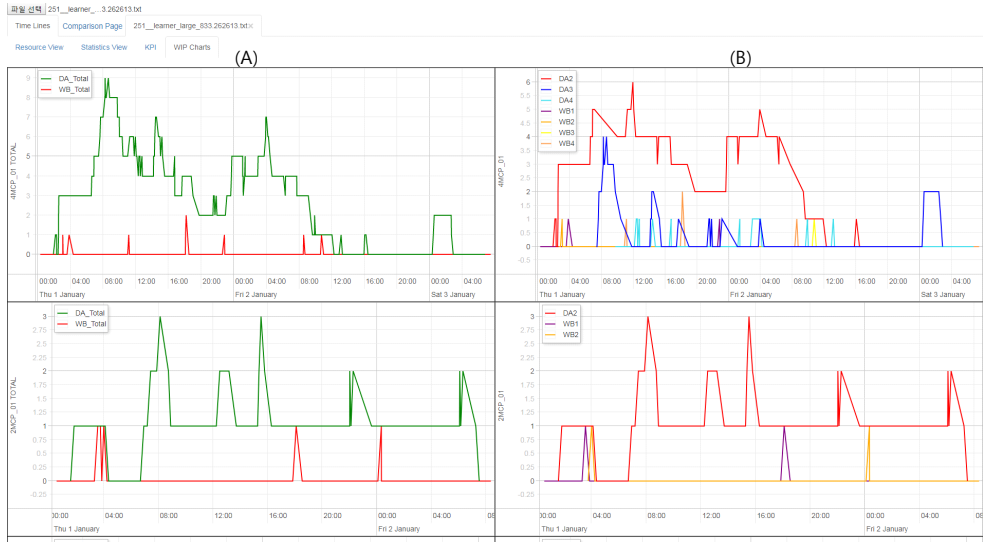 파일 선택 251__learner_...3.262613.txt
Time Lines Comparison Page 251__learner_large_833.262613.txt×
Resource View Statistics View KPI WIP Charts
(A) (B)
4MCP_01 TOTAL
DA_Total
WB_Total
9
8
7
6
5
4
3
2
1
0
00:00 04:00 08:00 12:00 16:00 20:00 00:00 04:00 08:00 12:00 16:00 20:00 00:00 04:00
Thu 1 January Fri 2 January Sat 3 January
4MCP_01
DA2
DA3
DA4
WB1
WB2
WB3
WB4
6
5.5
5
4.5
4
3.5
3
2.5
2
1.5
1
0.5
0
-0.5
00:00 04:00 08:00 12:00 16:00 20:00 00:00 04:00 08:00 12:00 16:00 20:00 00:00 04:00
Thu 1 January Fri 2 January Sat 3 January
2MCP_01 TOTAL
DA_Total
WB_Total
3
2.75
2.5
2.25
2
1.75
1.5
1.25
1
0.75
0.5
0.25
0
-0.25
00:00 04:00 08:00 12:00 16:00 20:00 00:00 04:00 08
Thu 1 January Fri 2 January
2MCP_01
DA2
WB1
WB2
3
2.75
2.5
2.25
2
1.75
1.5
1.25
1
0.75
0.5
0.25
0
-0.25
00:00 04:00 08:00 12:00 16:00 20:00 00:00 04:00 08
Thu 1 January Fri 2 January